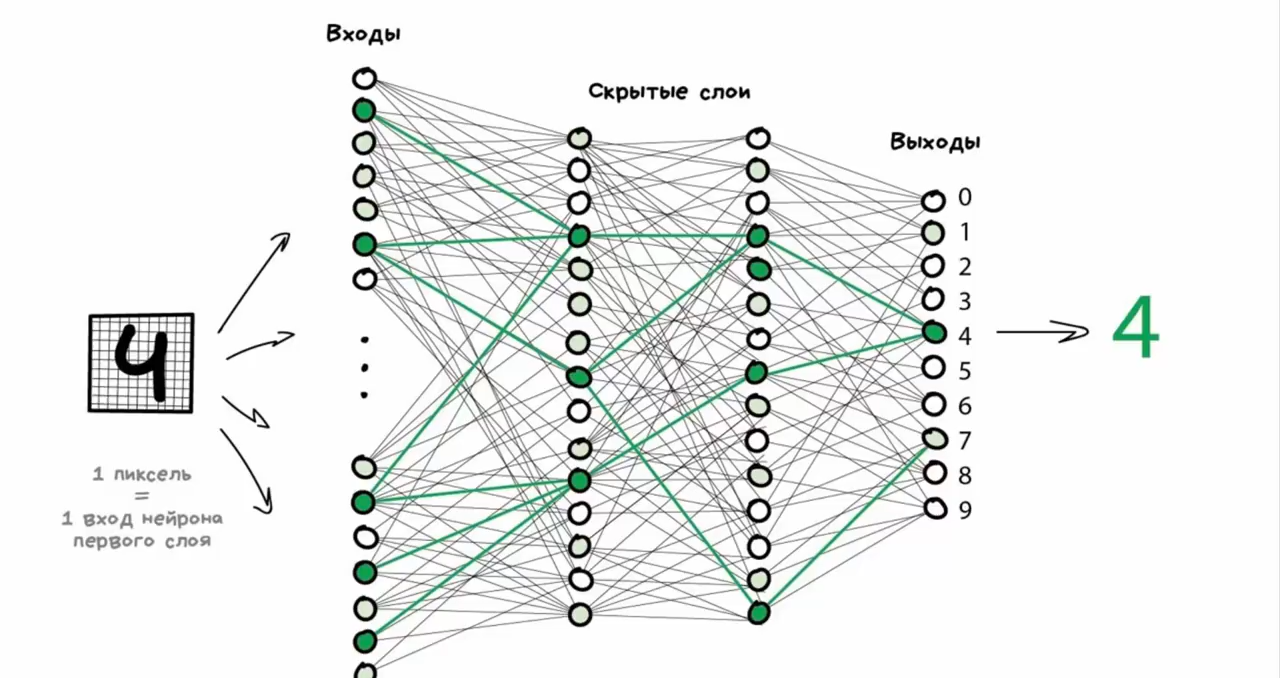 Входы
Скрытые слои
Выходы
0
1
2
3
4
5
6
7
8
9
4
4
1 пиксель
=
1 вход нейрона
первого слоя